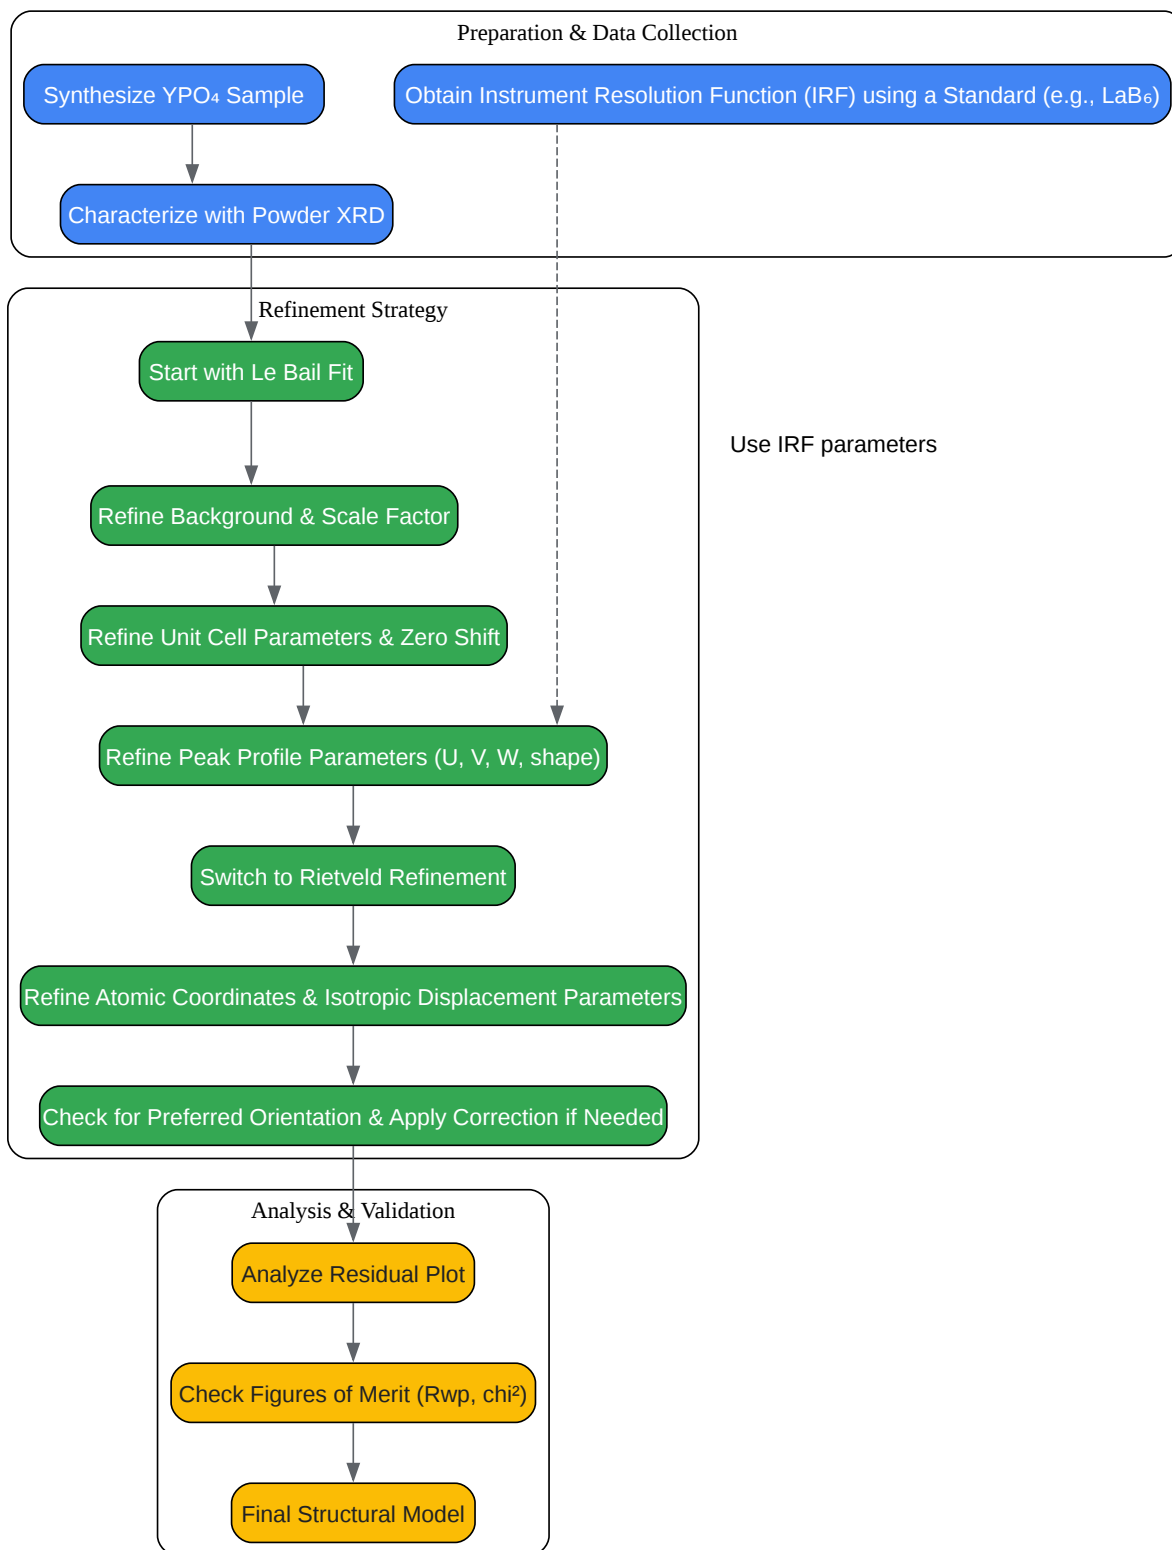 Preparation & Data Collection
Synthesize YPO₄ Sample
Obtain Instrument Resolution Function (IRF) using a Standard (e.g., LaB₆)
Characterize with Powder XRD
Refinement Strategy
Start with Le Bail Fit
Use IRF parameters
Refine Background & Scale Factor
Refine Unit Cell Parameters & Zero Shift
Refine Peak Profile Parameters (U, V, W, shape)
Switch to Rietveld Refinement
Refine Atomic Coordinates & Isotropic Displacement Parameters
Check for Preferred Orientation & Apply Correction if Needed
Analysis & Validation
Analyze Residual Plot
Check Figures of Merit (Rwp, chi²)
Final Structural Model